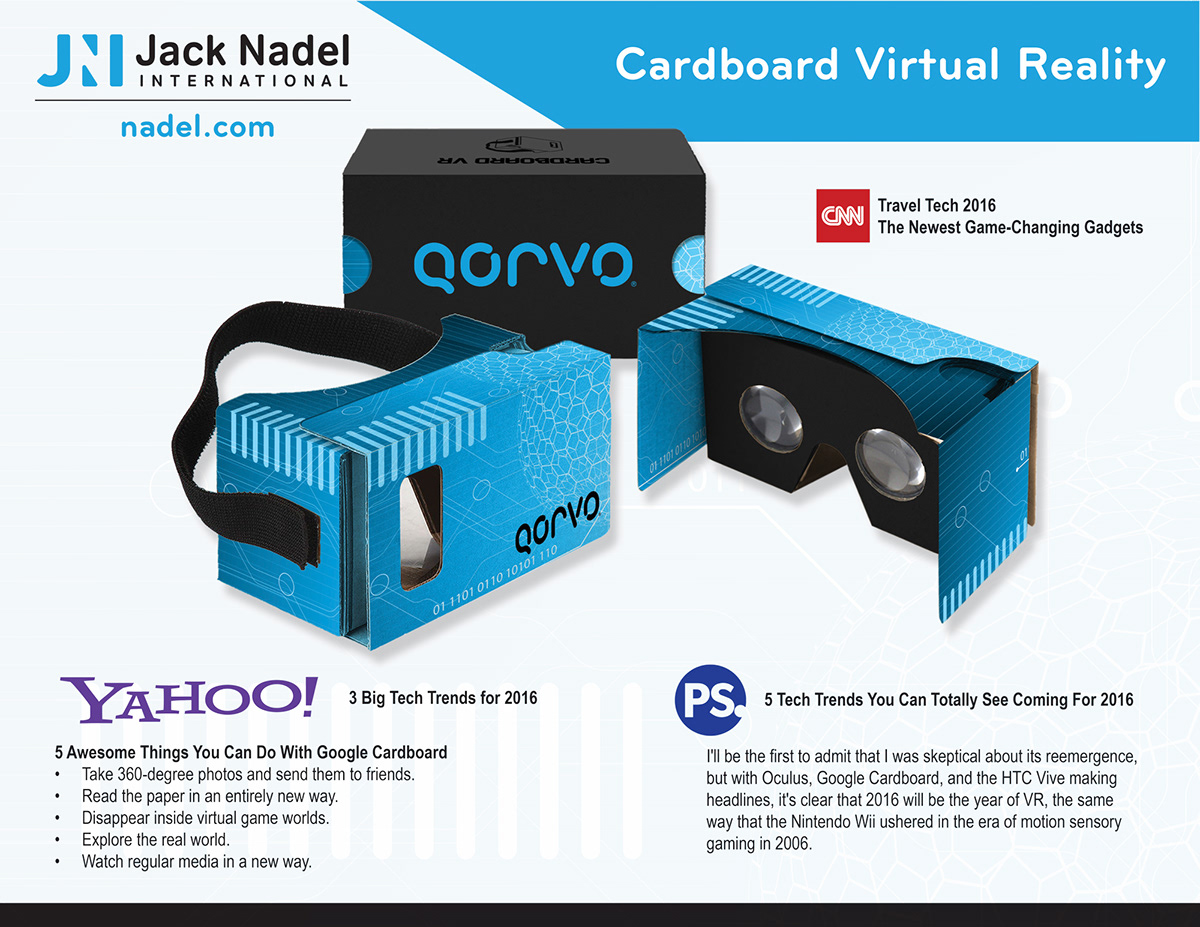 JNI Jack Nadel
INTERNATIONAL
nadel.com
Cardboard Virtual Reality
CARDBOARD VR
QORVO®
CNN
Travel Tech 2016
The Newest Game-Changing Gadgets
QORVO®
01 1101 0110 10101 110
01 1101 0110 101
01
YAHOO!
3 Big Tech Trends for 2016
5 Awesome Things You Can Do With Google Cardboard
• Take 360-degree photos and send them to friends.
• Read the paper in an entirely new way.
• Disappear inside virtual game worlds.
• Explore the real world.
• Watch regular media in a new way.
PS.
5 Tech Trends You Can Totally See Coming For 2016
I'll be the first to admit that I was skeptical about its reemergence,
but with Oculus, Google Cardboard, and the HTC Vive making
headlines, it's clear that 2016 will be the year of VR, the same
way that the Nintendo Wii ushered in the era of motion sensory
gaming in 2006.